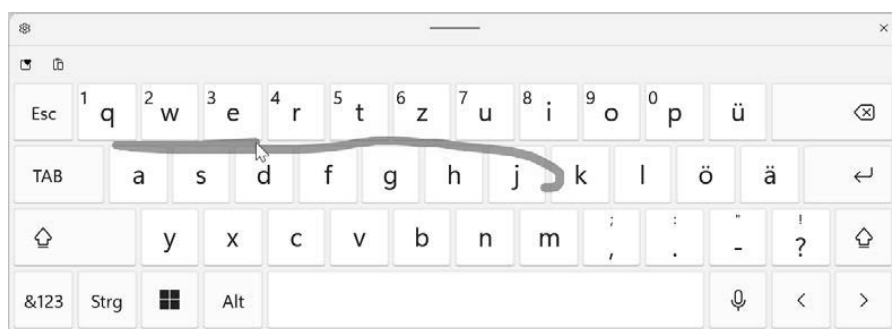 Esc 1 q 2 w 3 e 4 r 5 t 6 z 7 u 8 i 9 o 0 p ü
TAB a s d f g h j k l ö ä
y x c v b n m ; , : . " - ! ?
&123 Strg Alt < >